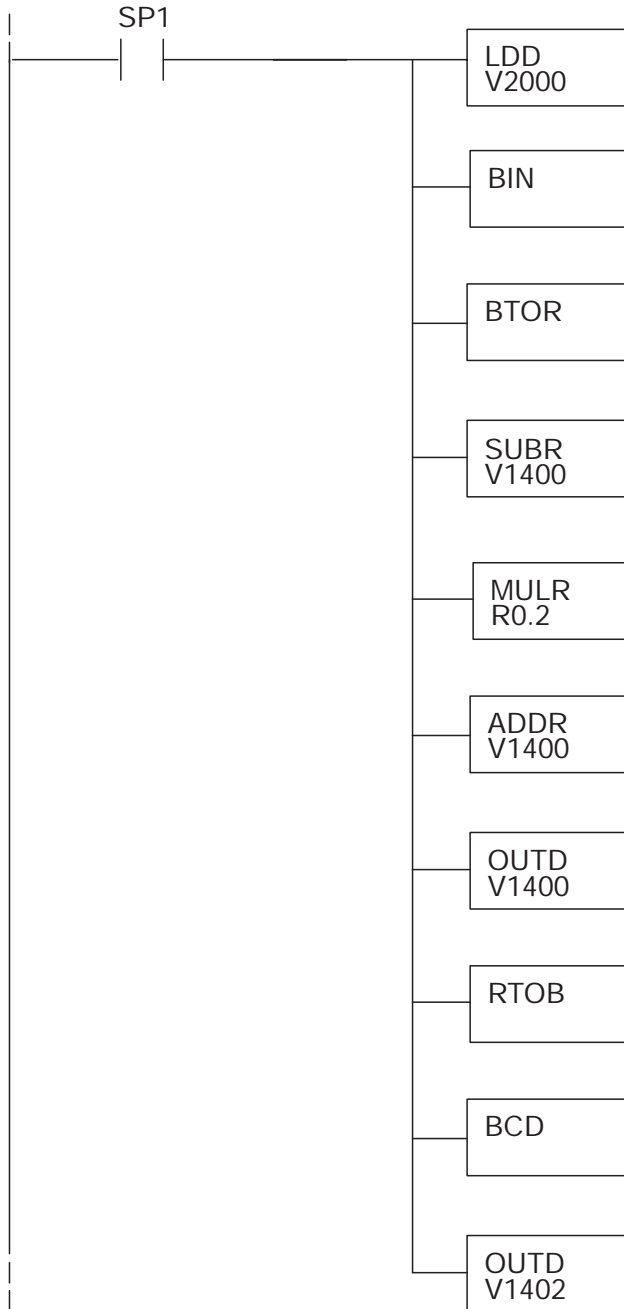 SP1
LDD
V2000
BIN
BTOR
SUBR
V1400
MULR
R0.2
ADDR
V1400
OUTD
V1400
RTOB
BCD
OUTD
V1402